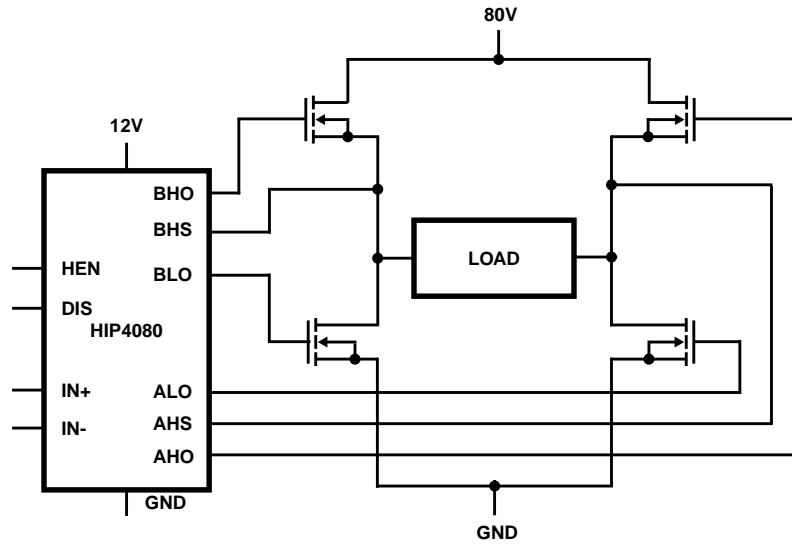 80V
12V
BHO
BHS
BLO
HEN
DIS
HIP4080
IN+
IN-
ALO
AHS
AHO
GND
LOAD
GND